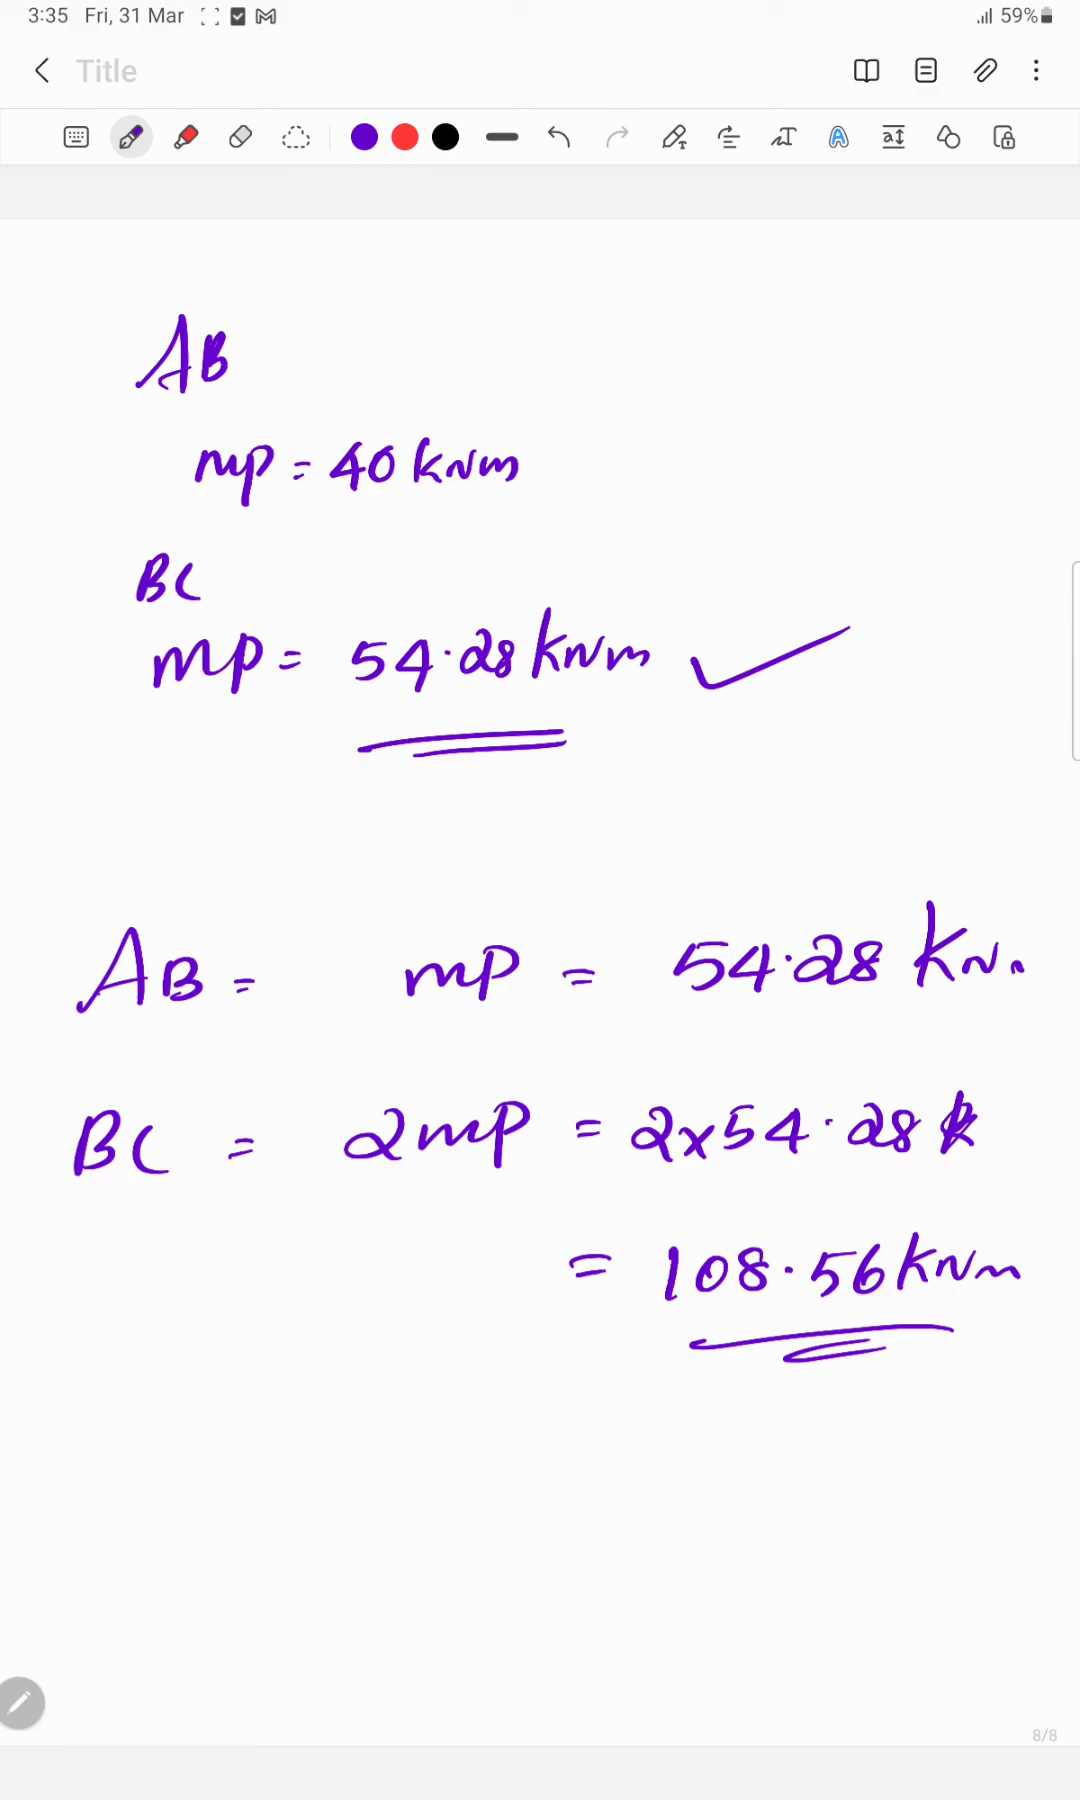 3:35 Fri, 31 Mar 59%
Title
AB
mp = 40 kNm
BC
mp = 54.28 kNm
AB = mp = 54.28 kN.
BC = 2mp = 2x54.28 k
= 108.56 kNm
8/8